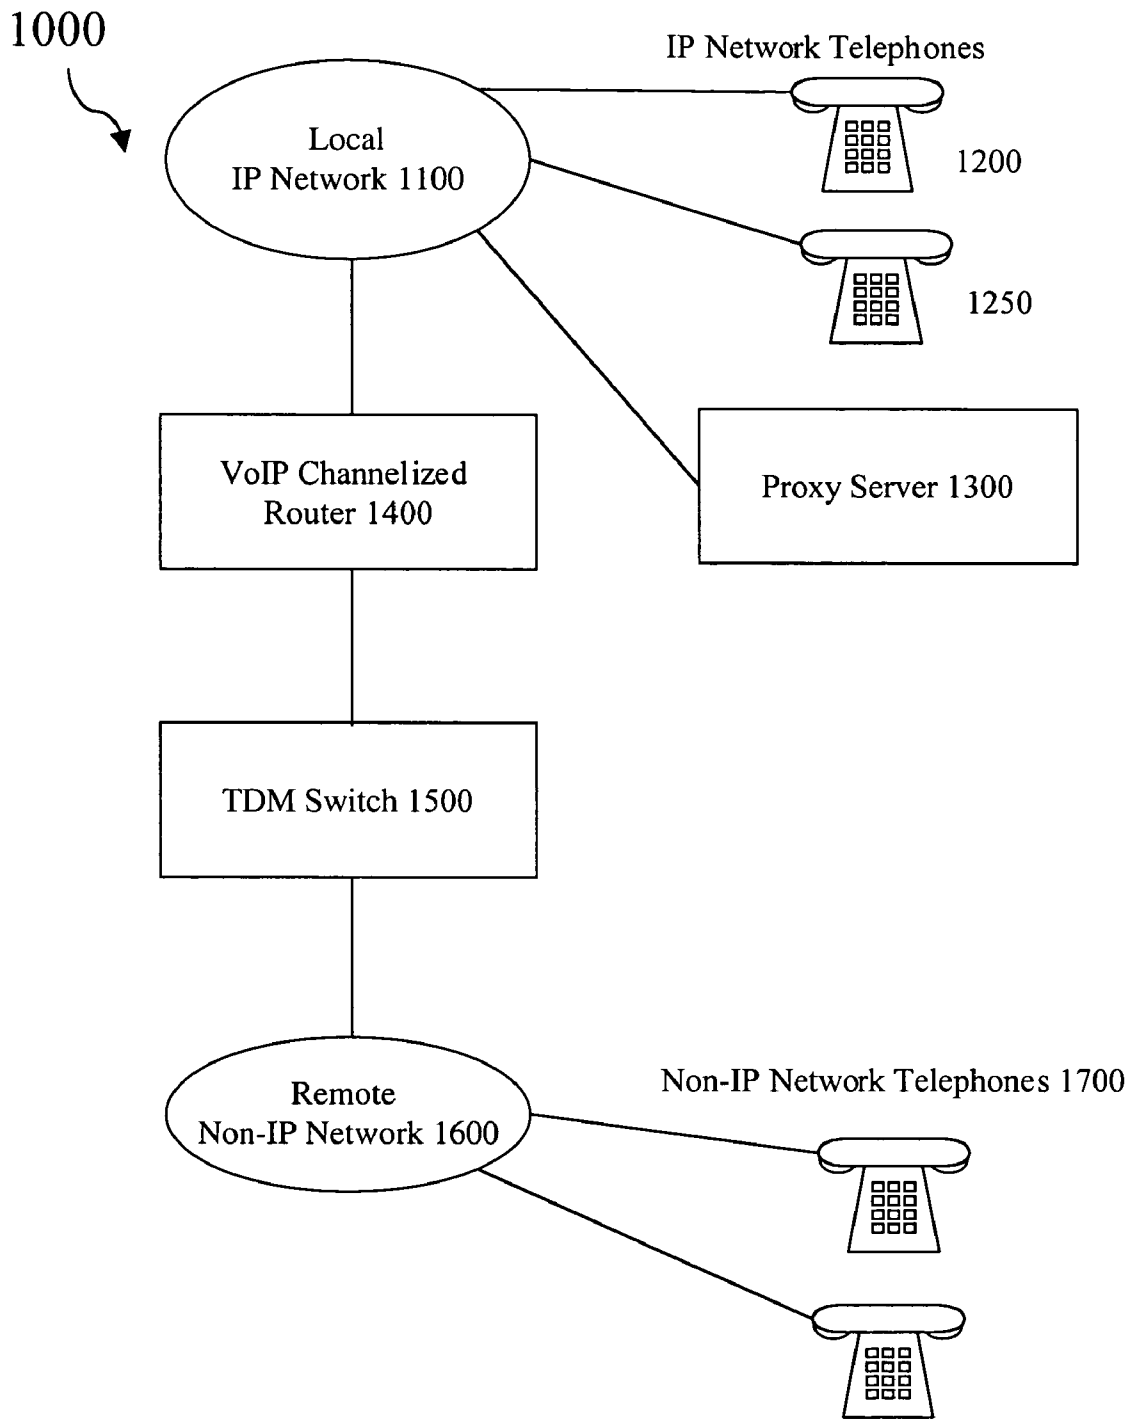 1000
IP Network Telephones
Local
IP Network 1100
1200
1250
VoIP Channelized
Router 1400
Proxy Server 1300
TDM Switch 1500
Remote
Non-IP Network 1600
Non-IP Network Telephones 1700